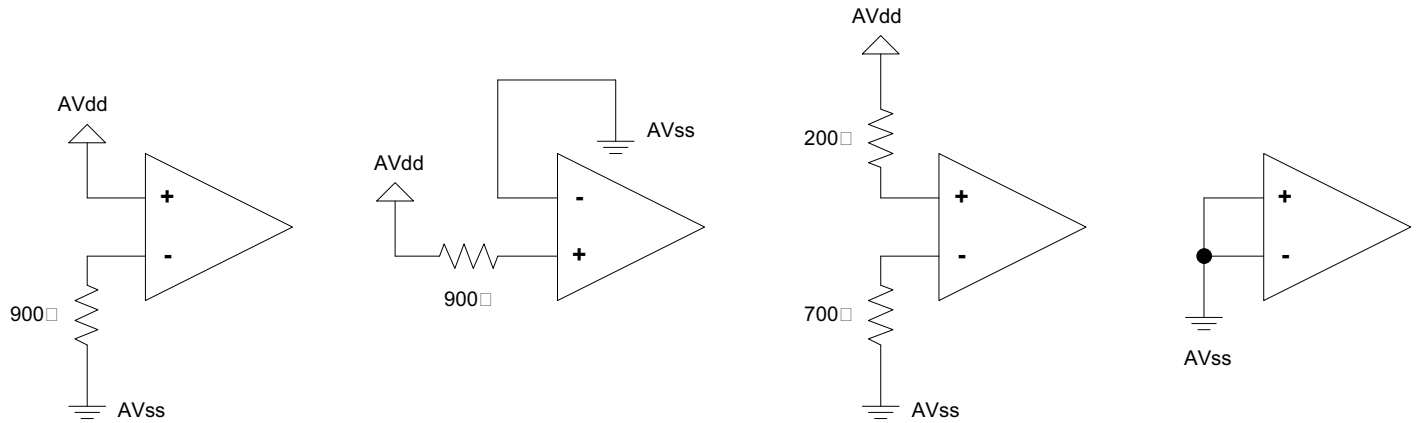 AVdd
+
-
900□
AVss
AVss
AVdd
-
+
900□
AVdd
200□
+
-
700□
AVss
+
-
AVss